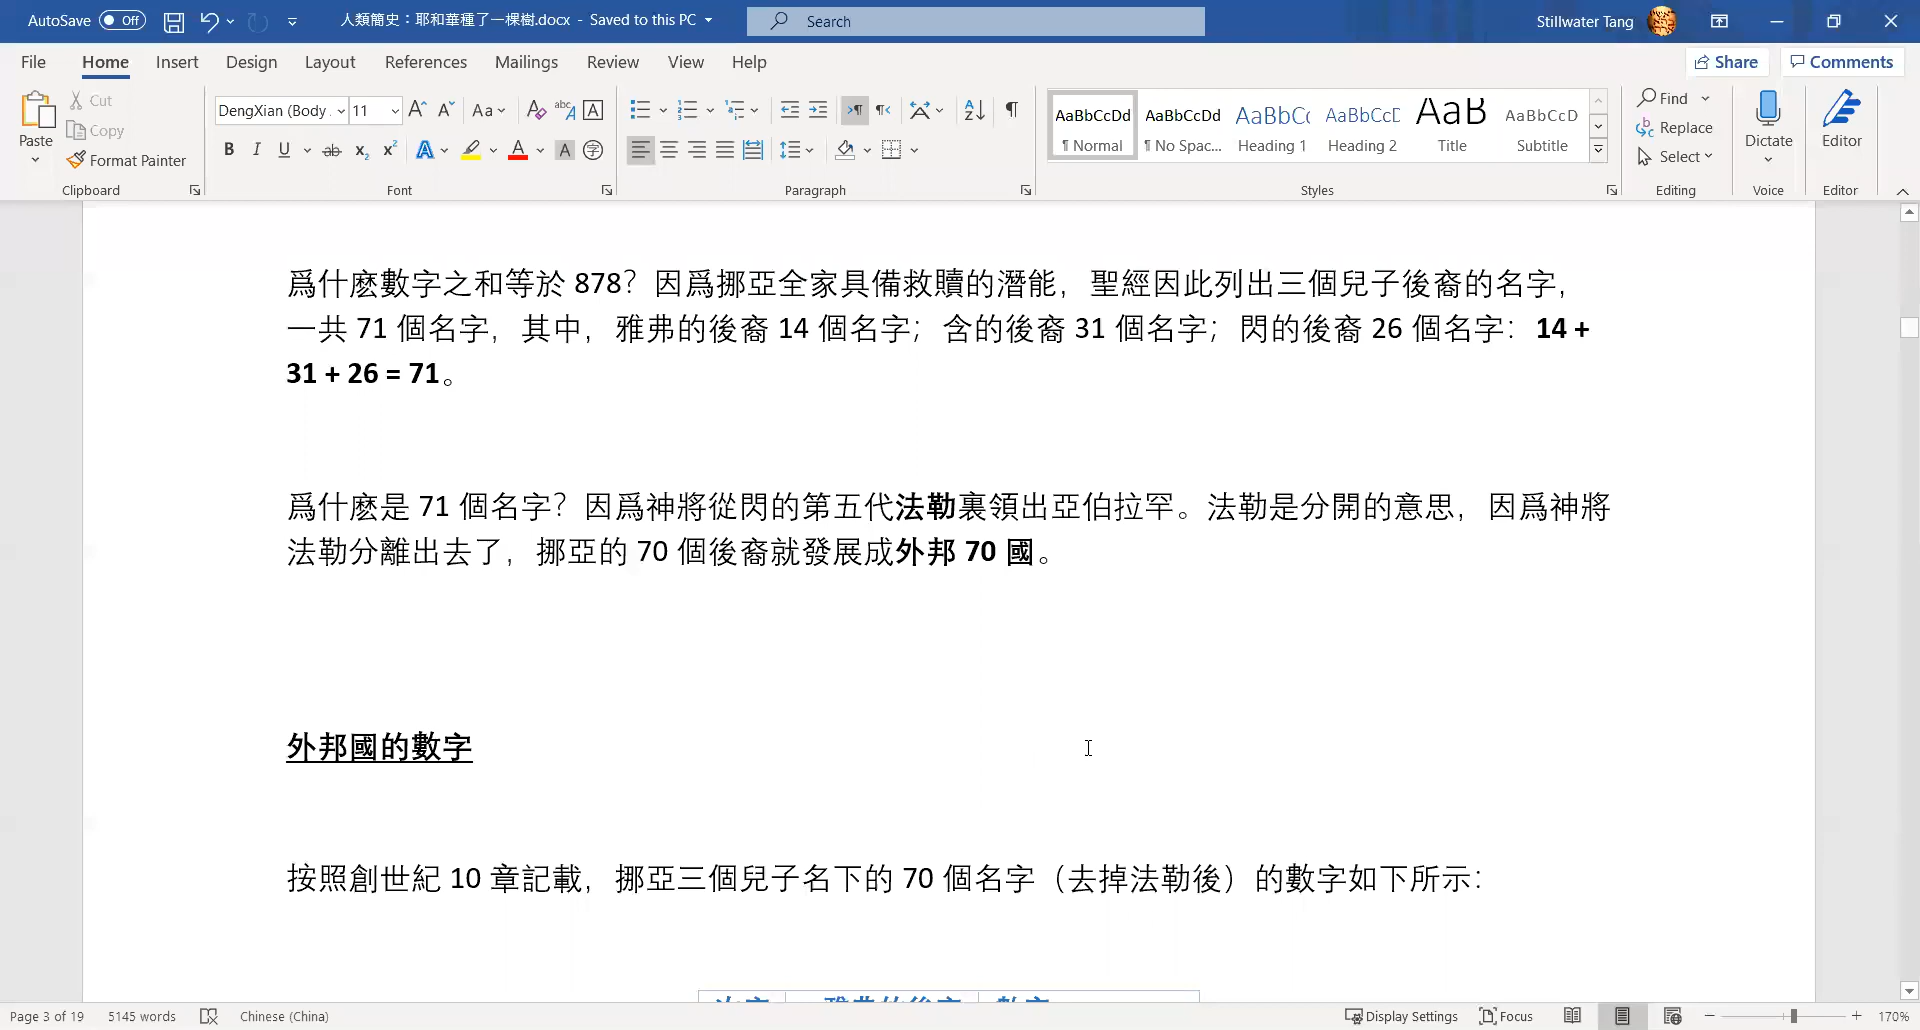 AutoSave Off 人類簡史：耶和華種了一棵樹.docx - Saved to this PC Search Stillwater Tang
File Home Insert Design Layout References Mailings Review View Help Share Comments
Paste Cut Copy Format Painter Clipboard
DengXian (Body 11 Aa Font
Paragraph
AaBbCcDd AaBbCcDd AaBbCc AaBbCcD AaB AaBbCcD
¶ Normal ¶ No Spac... Heading 1 Heading 2 Title Subtitle
Styles
Find Replace Select Editing
Dictate Voice
Editor Editor
爲什麽數字之和等於 878？因爲挪亞全家具備救贖的潛能，聖經因此列出三個兒子後裔的名字，
一共 71 個名字，其中，雅弗的後裔 14 個名字；含的後裔 31 個名字；閃的後裔 26 個名字：14 +
31 + 26 = 71。
爲什麽是 71 個名字？因爲神將從閃的第五代法勒裏領出亞伯拉罕。法勒是分開的意思，因爲神將
法勒分離出去了，挪亞的 70 個後裔就發展成外邦 70 國。
外邦國的數字
按照創世紀 10 章記載，挪亞三個兒子名下的 70 個名字（去掉法勒後）的數字如下所示：
Page 3 of 19 5145 words Chinese (China) Display Settings Focus 170%